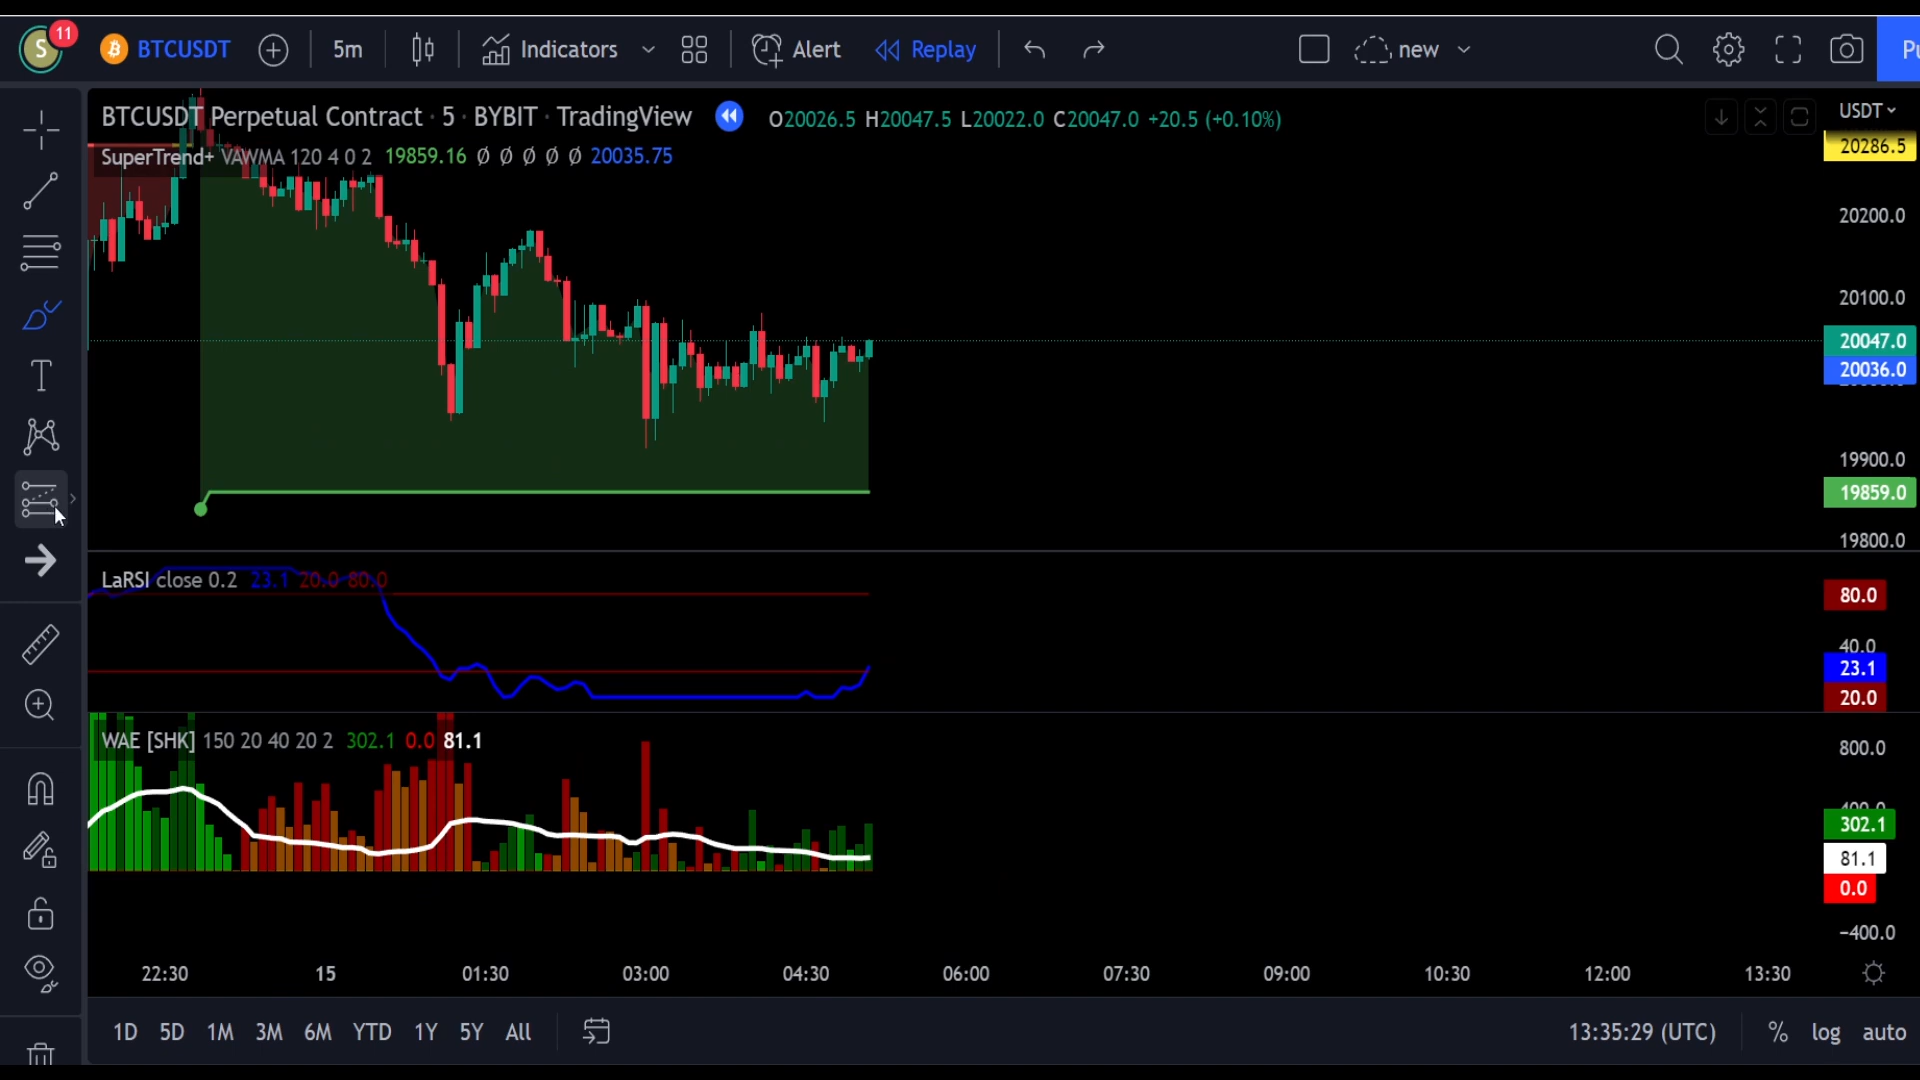 S 11 BTCUSDT 5m Indicators Alert Replay new Pu
BTCUSDT Perpetual Contract · 5 · BYBIT · TradingView O20026.5 H20047.5 L20022.0 C20047.0 +20.5 (+0.10%)
USDT
SuperTrend+ VAWMA 120 4 0 2 19859.16 Ø Ø Ø Ø Ø 20035.75
20286.5
20200.0
20100.0
20047.0
20036.0
19900.0
19859.0
19800.0
LaRSI close 0.2 23.1 20.0 80.0
80.0
40.0
23.1
20.0
WAE [SHK] 150 20 40 20 2 302.1 0.0 81.1
800.0
400.0
302.1
81.1
0.0
−400.0
22:30 15 01:30 03:00 04:30 06:00 07:30 09:00 10:30 12:00 13:30
1D 5D 1M 3M 6M YTD 1Y 5Y All 13:35:29 (UTC) % log auto